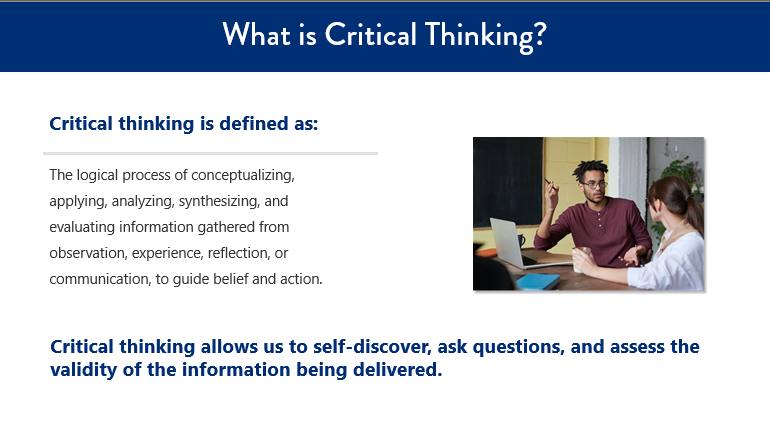 What is Critical Thinking?
Critical thinking is defined as:
The logical process of conceptualizing,
applying, analyzing, synthesizing, and
evaluating information gathered from
observation, experience, reflection, or
communication, to guide belief and action.
Critical thinking allows us to self-discover, ask questions, and assess the
validity of the information being delivered.